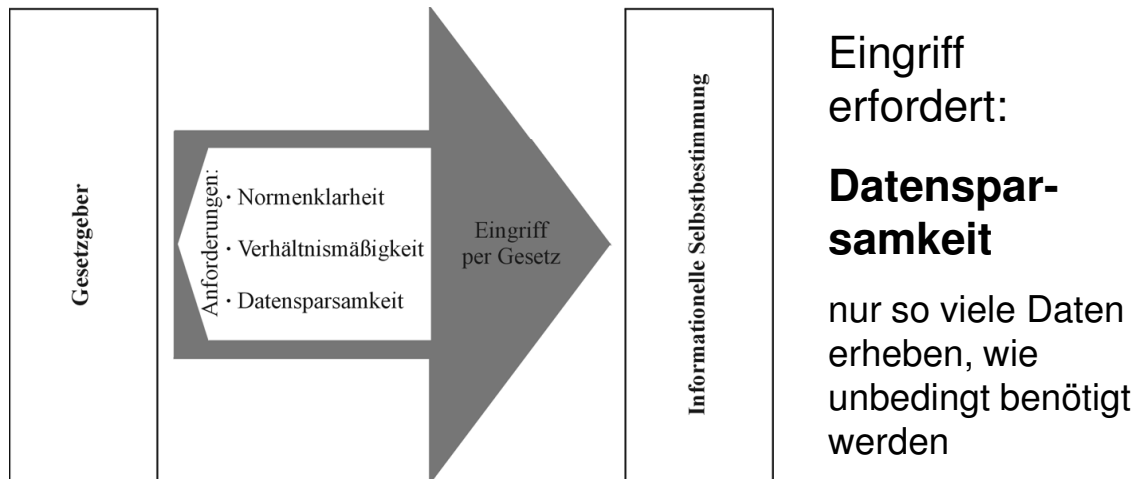 Gesetzgeber
Anforderungen:
· Normenklarheit
· Verhältnismäßigkeit
· Datensparsamkeit
Eingriff
per Gesetz
Informationelle Selbstbestimmung
Eingriff
erfordert:
Datenspar-
samkeit
nur so viele Daten
erheben, wie
unbedingt benötigt
werden